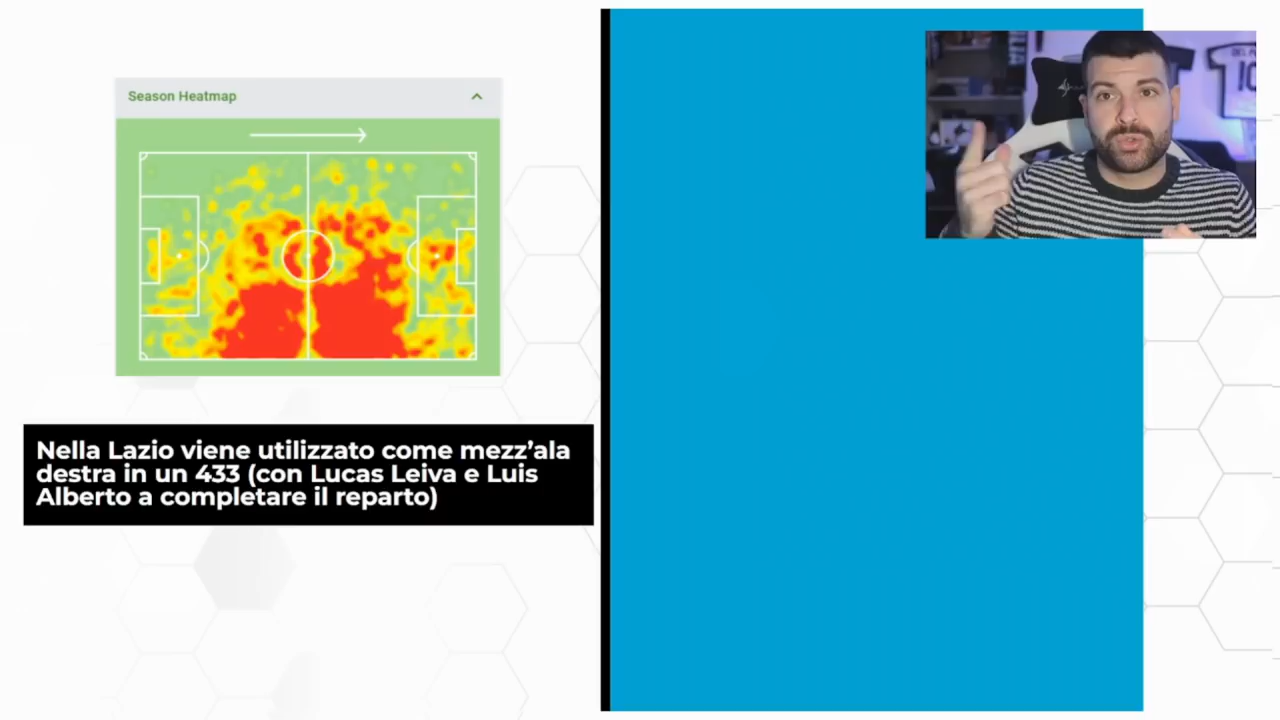 Season Heatmap
Nella Lazio viene utilizzato come mezz’ala
destra in un 433 (con Lucas Leiva e Luis
Alberto a completare il reparto)
10